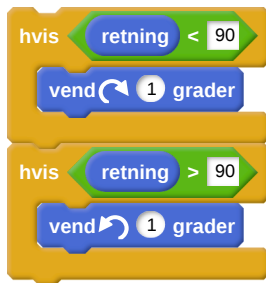 hvis retning < 90
vend 1 grader
hvis retning > 90
vend 1 grader